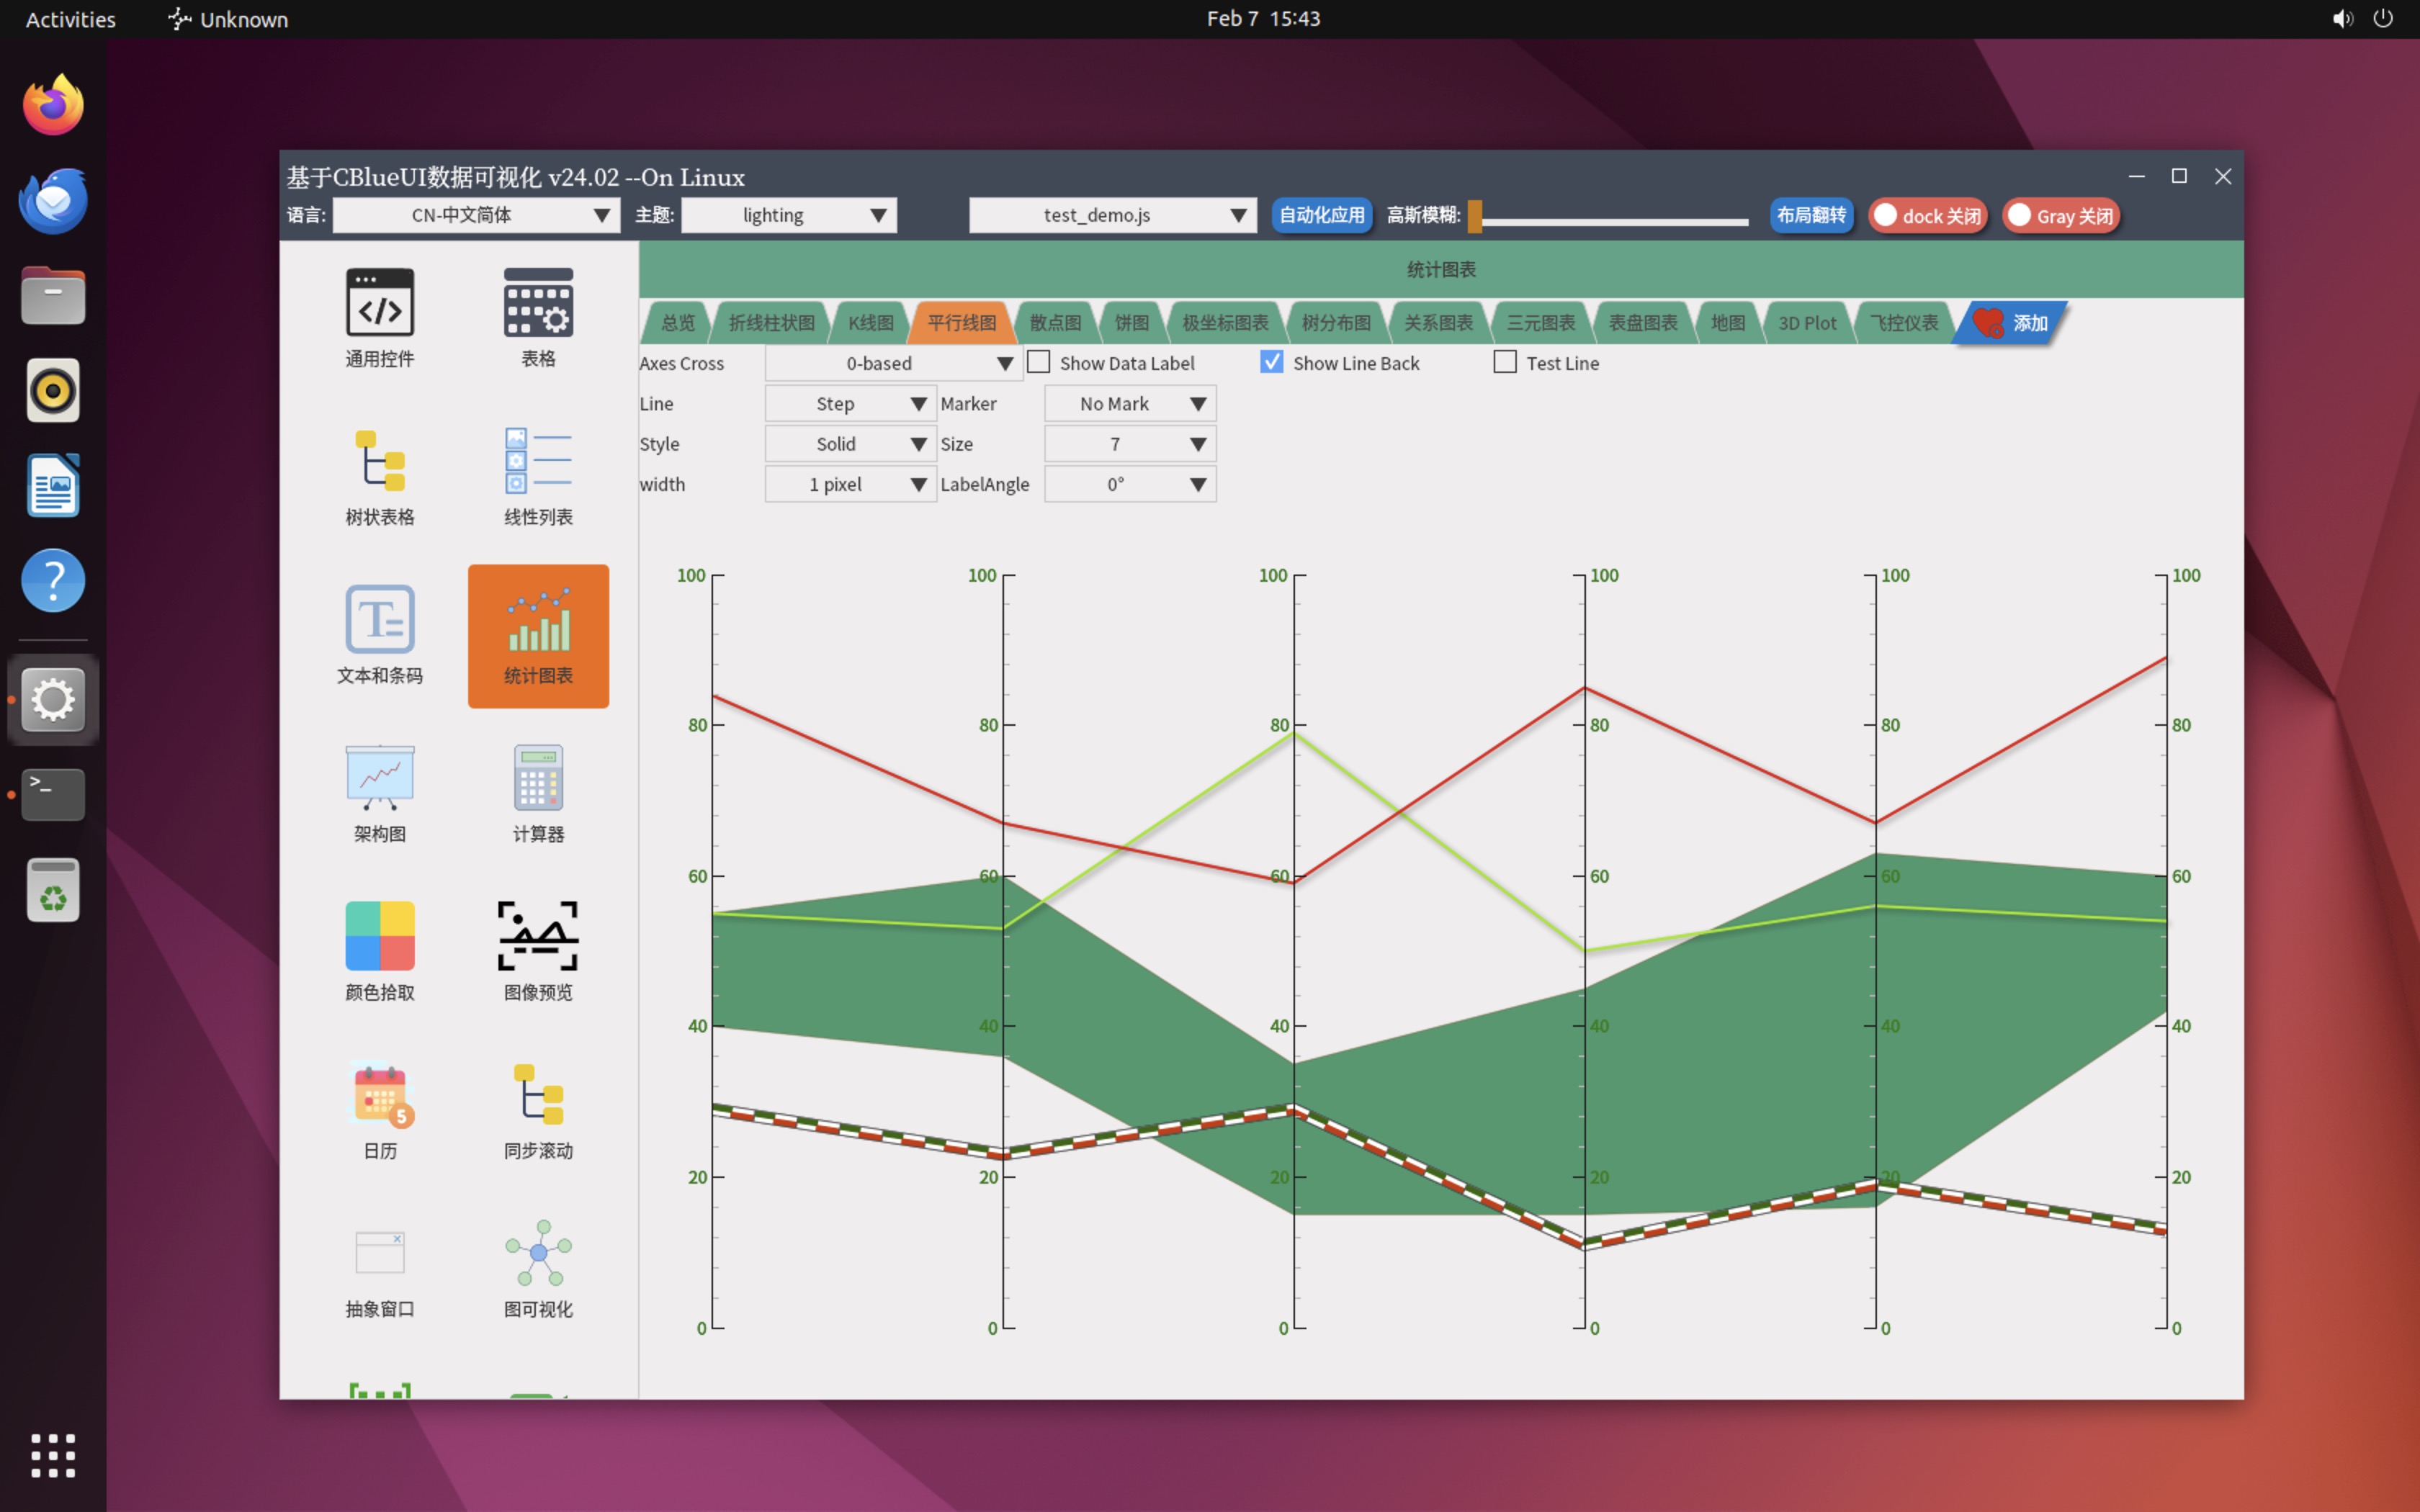 Activities Unknown Feb 7 15:43
基于CBlueUI数据可视化 v24.02 --On Linux
语言: CN-中文简体 主题: lighting test_demo.js 自动化应用 高斯模糊: 布局翻转 dock 关闭 Gray 关闭
通用控件 表格
树状表格 线性列表
文本和条码 统计图表
架构图 计算器
颜色拾取 图像预览
5
日历 同步滚动
抽象窗口 图可视化
统计图表
总览 折线柱状图 K线图 平行线图 散点图 饼图 极坐标图表 树分布图 关系图表 三元图表 表盘图表 地图 3D Plot 飞控仪表 添加
Axes Cross 0-based Show Data Label Show Line Back Test Line
Line Step Marker No Mark
Style Solid Size 7
width 1 pixel LabelAngle 0°
100 100 100 100 100 100
80 80 80 80 80 80
60 60 60 60 60 60
40 40 40 40 40 40
20 20 20 20 20 20
0 0 0 0 0 0